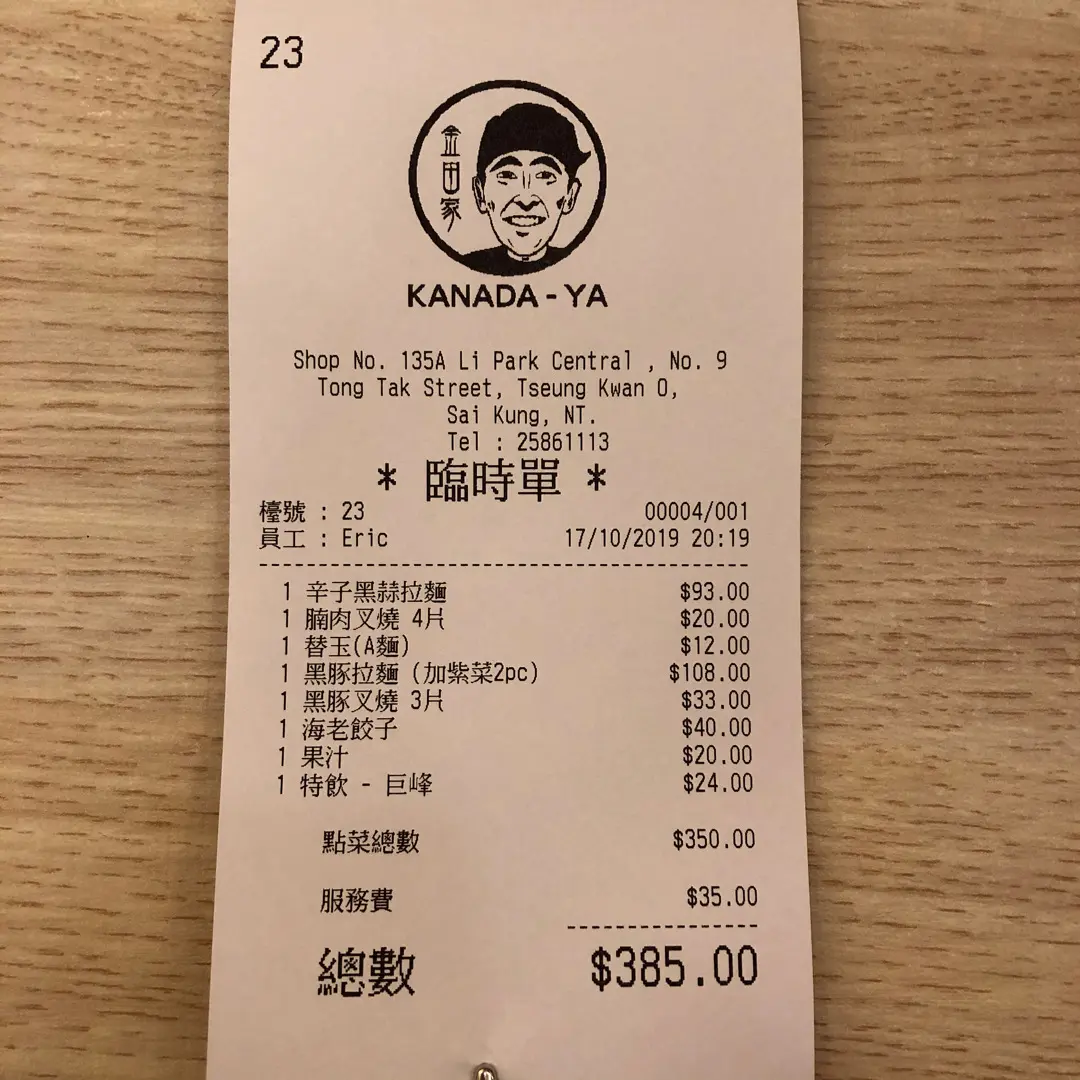 23
金田家
KANADA-YA
Shop No. 135A Li Park Central , No. 9
Tong Tak Street, Tseung Kwan O,
Sai Kung, NT.
Tel : 25861113
* 臨時單 *
檯號 : 23 00004/001
員工 : Eric 17/10/2019 20:19
1 辛子黑蒜拉麵 $93.00
1 腩肉叉燒 4片 $20.00
1 替玉(A麵) $12.00
1 黑豚拉麵 (加紫菜2pc) $108.00
1 黑豚叉燒 3片 $33.00
1 海老餃子 $40.00
1 果汁 $20.00
1 特飲 - 巨峰 $24.00
點菜總數 $350.00
服務費 $35.00
總數 $385.00